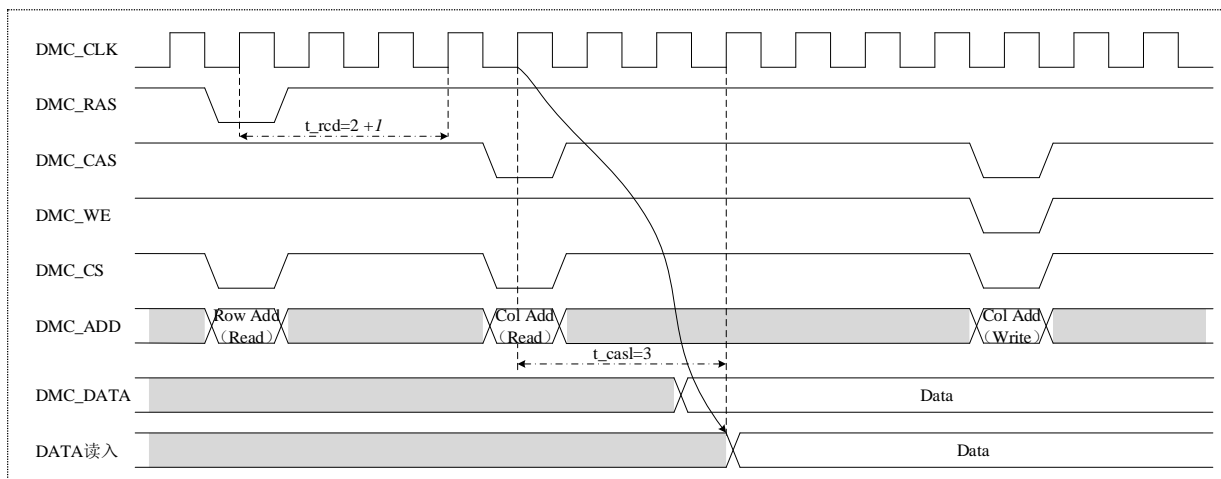 DMC_CLK
DMC_RAS
t_rcd=2 +1
DMC_CAS
DMC_WE
DMC_CS
DMC_ADD
Row Add
（Read）
Col Add
（Read）
Col Add
（Write）
t_casl=3
DMC_DATA
Data
DATA读入
Data